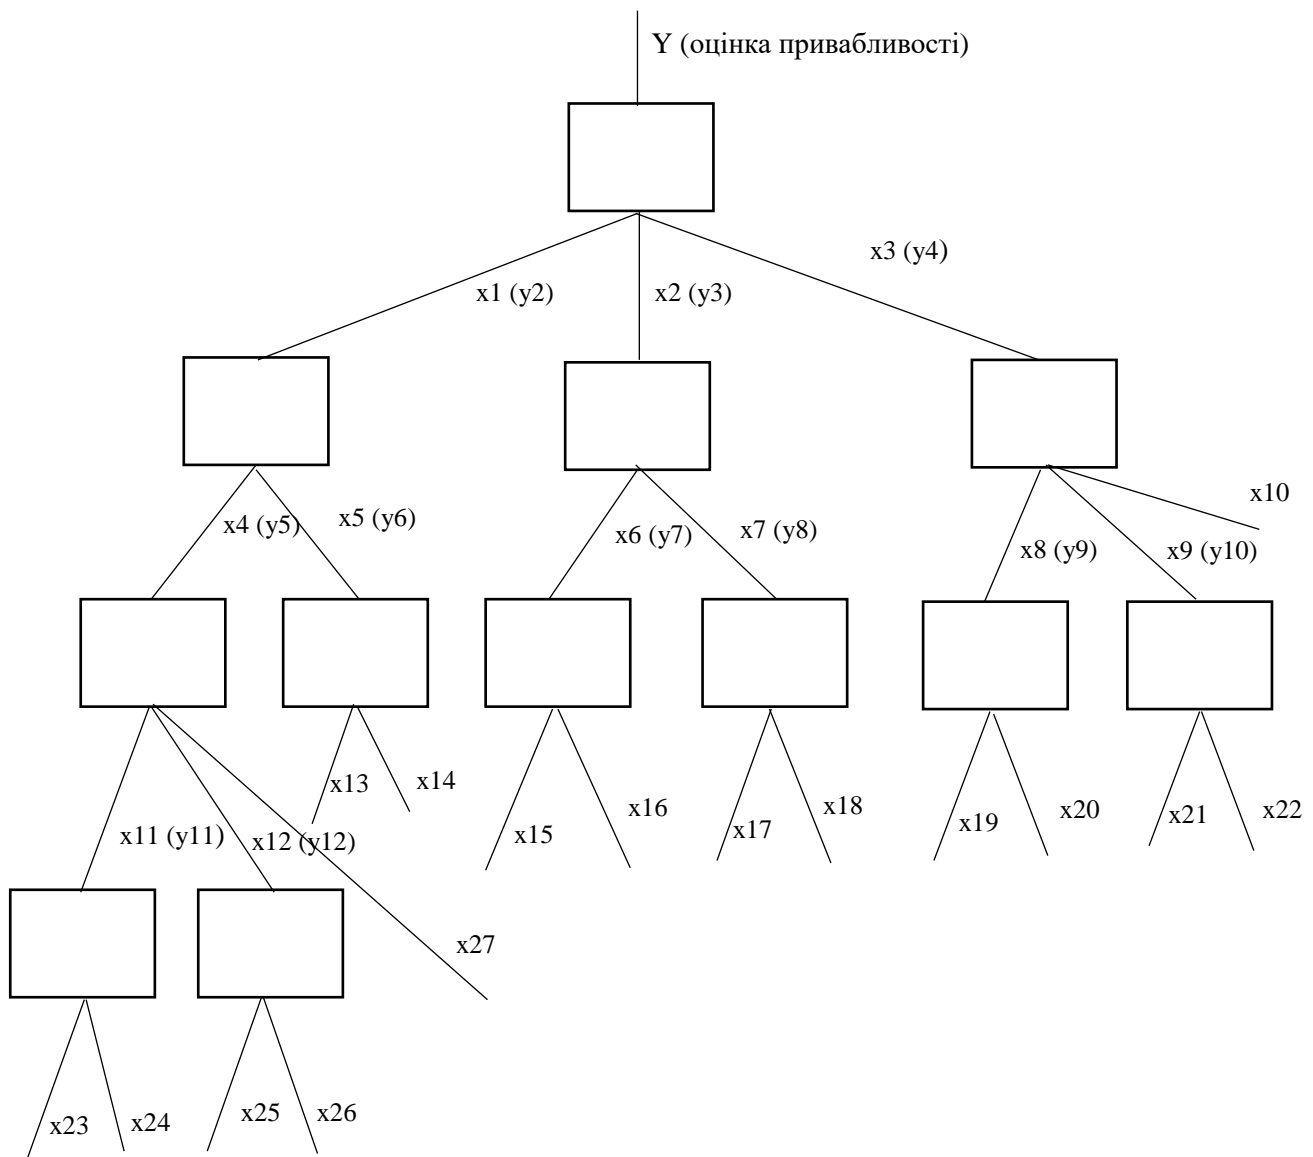 Y (оцінка привабливості)
x3 (y4)
x1 (y2)
x2 (y3)
x10
x4 (y5)
x5 (y6)
x6 (y7)
x7 (y8)
x8 (y9)
x9 (y10)
x13
x14
x16
x18
x20
x22
x11 (y11)
x12 (y12)
x15
x17
x19
x21
x27
x23
x24
x25
x26